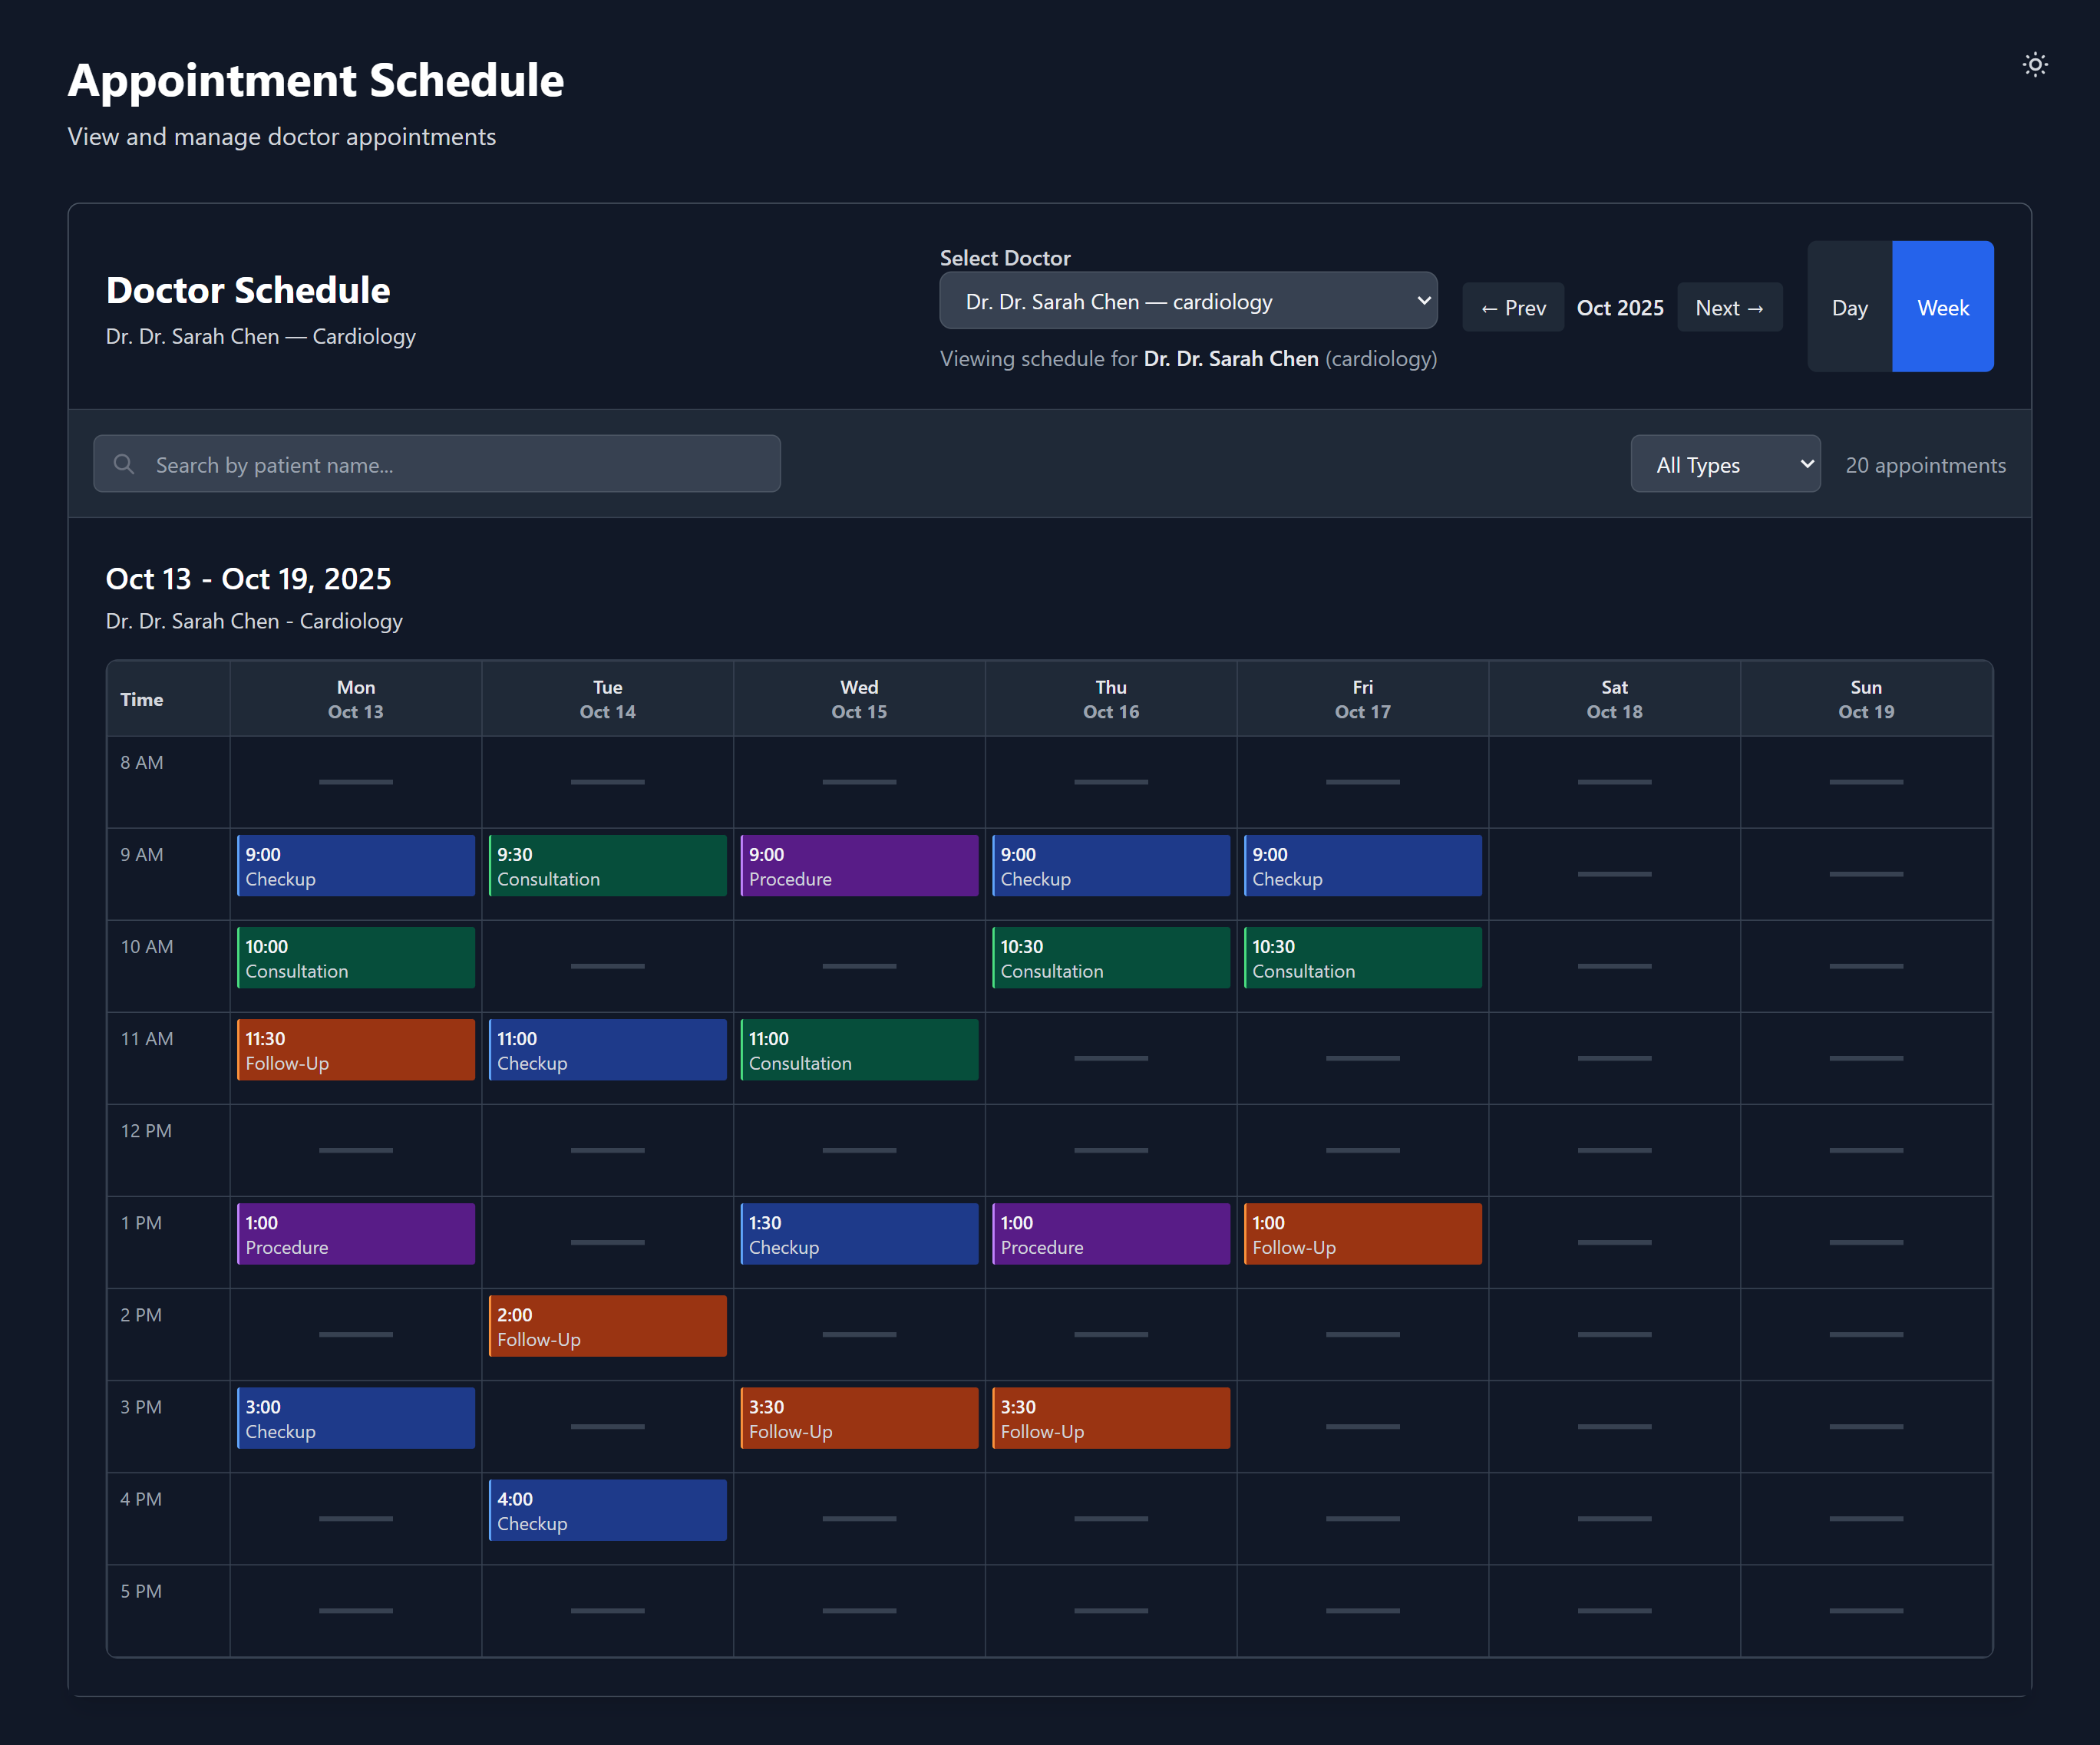 Appointment Schedule
View and manage doctor appointments
Doctor Schedule
Dr. Dr. Sarah Chen — Cardiology
Select Doctor
Dr. Dr. Sarah Chen — cardiology
Viewing schedule for Dr. Dr. Sarah Chen (cardiology)
← Prev
Oct 2025
Next →
Day
Week
Search by patient name...
All Types
20 appointments
Oct 13 - Oct 19, 2025
Dr. Dr. Sarah Chen - Cardiology
Time
Mon
Oct 13
Tue
Oct 14
Wed
Oct 15
Thu
Oct 16
Fri
Oct 17
Sat
Oct 18
Sun
Oct 19
8 AM
9 AM
9:00
Checkup
9:30
Consultation
9:00
Procedure
9:00
Checkup
9:00
Checkup
10 AM
10:00
Consultation
10:30
Consultation
10:30
Consultation
11 AM
11:30
Follow-Up
11:00
Checkup
11:00
Consultation
12 PM
1 PM
1:00
Procedure
1:30
Checkup
1:00
Procedure
1:00
Follow-Up
2 PM
2:00
Follow-Up
3 PM
3:00
Checkup
3:30
Follow-Up
3:30
Follow-Up
4 PM
4:00
Checkup
5 PM